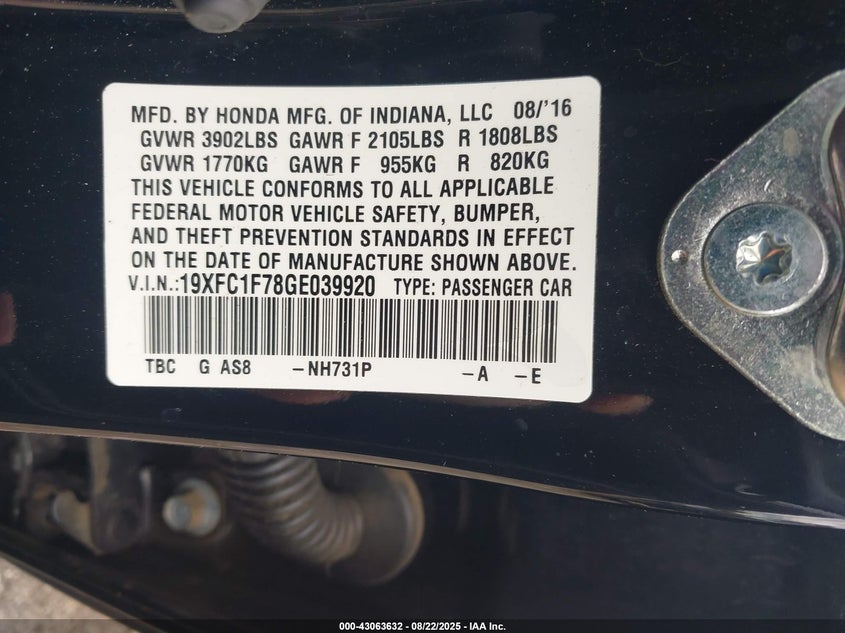 MFD. BY HONDA MFG. OF INDIANA, LLC 08/'16
GVWR 3902LBS GAWR F 2105LBS R 1808LBS
GVWR 1770KG GAWR F 955KG R 820KG
THIS VEHICLE CONFORMS TO ALL APPLICABLE
FEDERAL MOTOR VEHICLE SAFETY, BUMPER,
AND THEFT PREVENTION STANDARDS IN EFFECT
ON THE DATE OF MANUFACTURE SHOWN ABOVE.
V.I.N.:19XFC1F78GE039920 TYPE: PASSENGER CAR
TBC G AS8 -NH731P -A -E
000-43063632 - 08/22/2025 - IAA Inc.